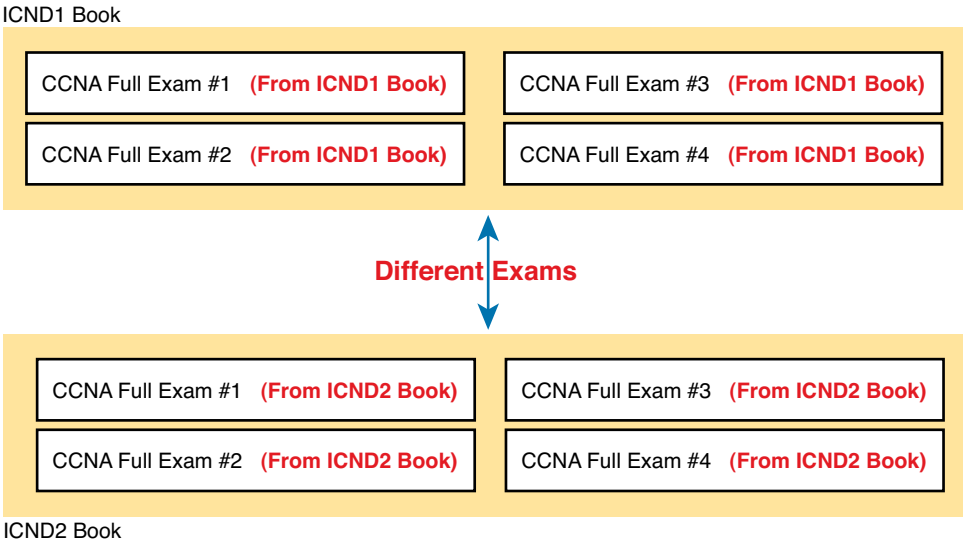 ICND1 Book
CCNA Full Exam #1 (From ICND1 Book)
CCNA Full Exam #3 (From ICND1 Book)
CCNA Full Exam #2 (From ICND1 Book)
CCNA Full Exam #4 (From ICND1 Book)
Different Exams
CCNA Full Exam #1 (From ICND2 Book)
CCNA Full Exam #3 (From ICND2 Book)
CCNA Full Exam #2 (From ICND2 Book)
CCNA Full Exam #4 (From ICND2 Book)
ICND2 Book